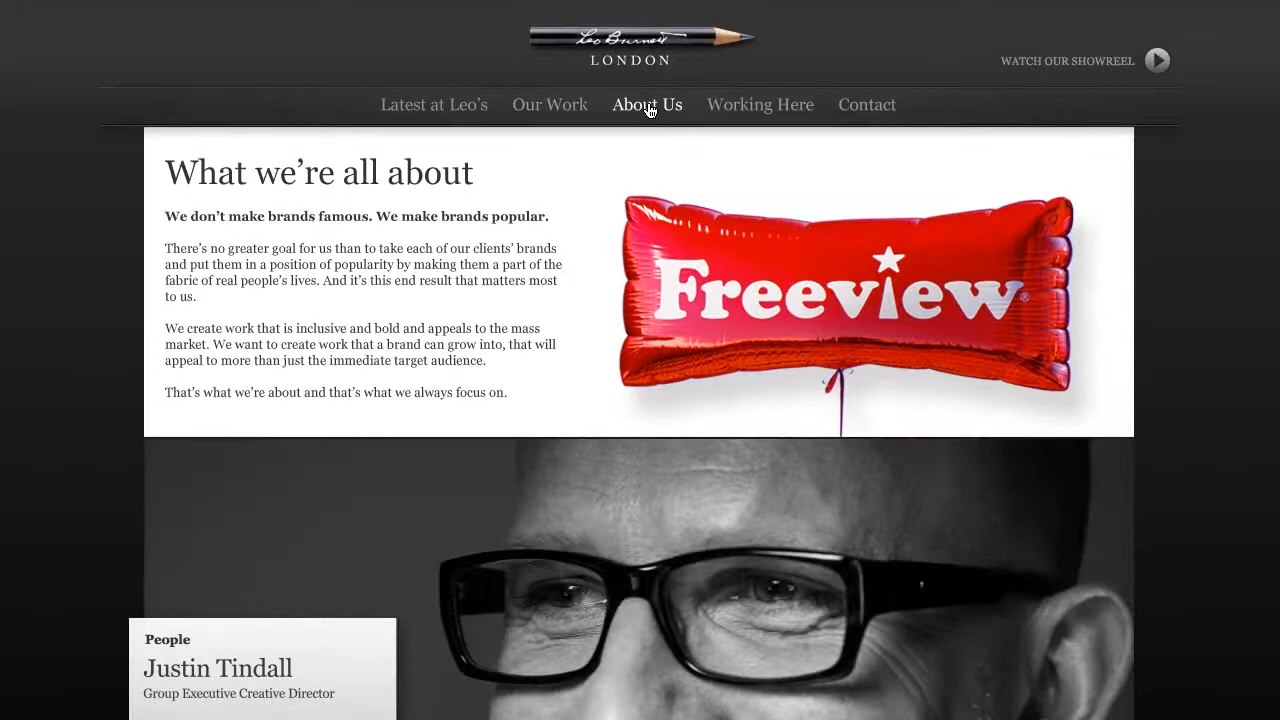 Leo Burnett
LONDON
WATCH OUR SHOWREEL
Latest at Leo’s
Our Work
About Us
Working Here
Contact
What we’re all about
We don’t make brands famous. We make brands popular.
There’s no greater goal for us than to take each of our clients’ brands
and put them in a position of popularity by making them a part of the
fabric of real people’s lives. And it’s this end result that matters most
to us.
We create work that is inclusive and bold and appeals to the mass
market. We want to create work that a brand can grow into, that will
appeal to more than just the immediate target audience.
That’s what we’re about and that’s what we always focus on.
Freeview®
People
Justin Tindall
Group Executive Creative Director